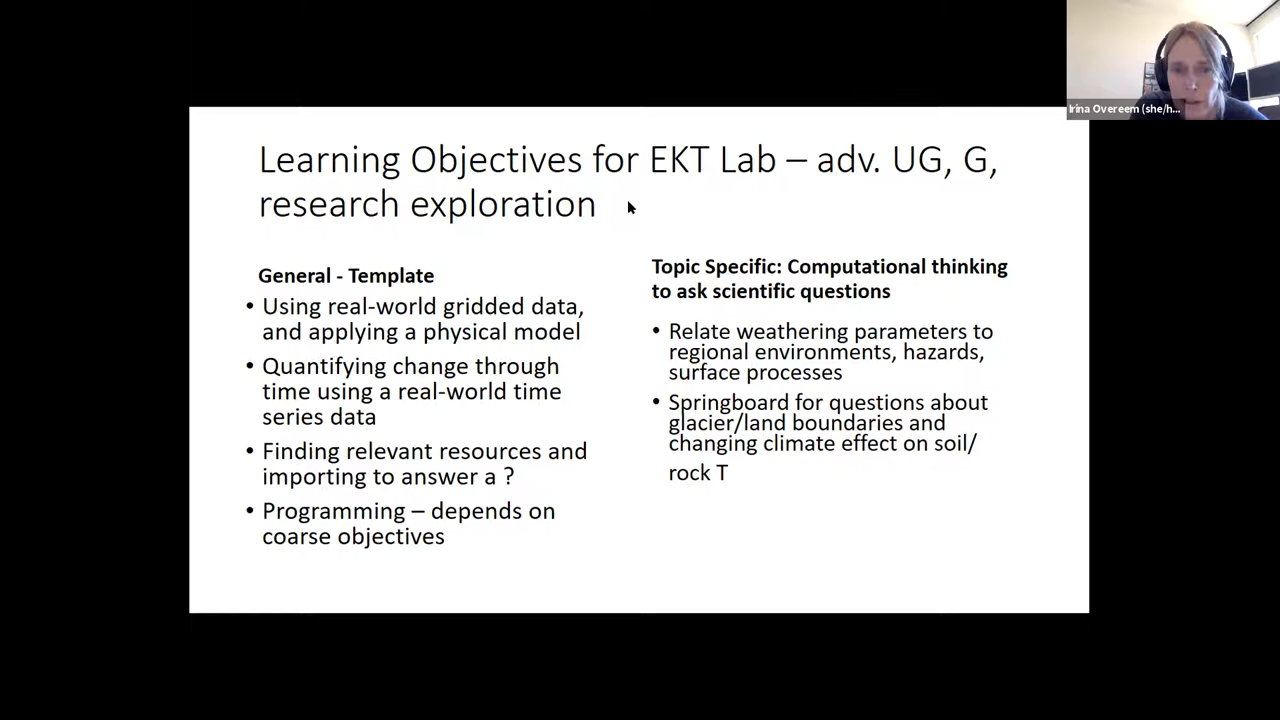 Irina Overeem (she/h...
Learning Objectives for EKT Lab – adv. UG, G,
research exploration
General - Template
• Using real-world gridded data,
and applying a physical model
• Quantifying change through
time using a real-world time
series data
• Finding relevant resources and
importing to answer a ?
• Programming – depends on
coarse objectives
Topic Specific: Computational thinking
to ask scientific questions
• Relate weathering parameters to
regional environments, hazards,
surface processes
• Springboard for questions about
glacier/land boundaries and
changing climate effect on soil/
rock T